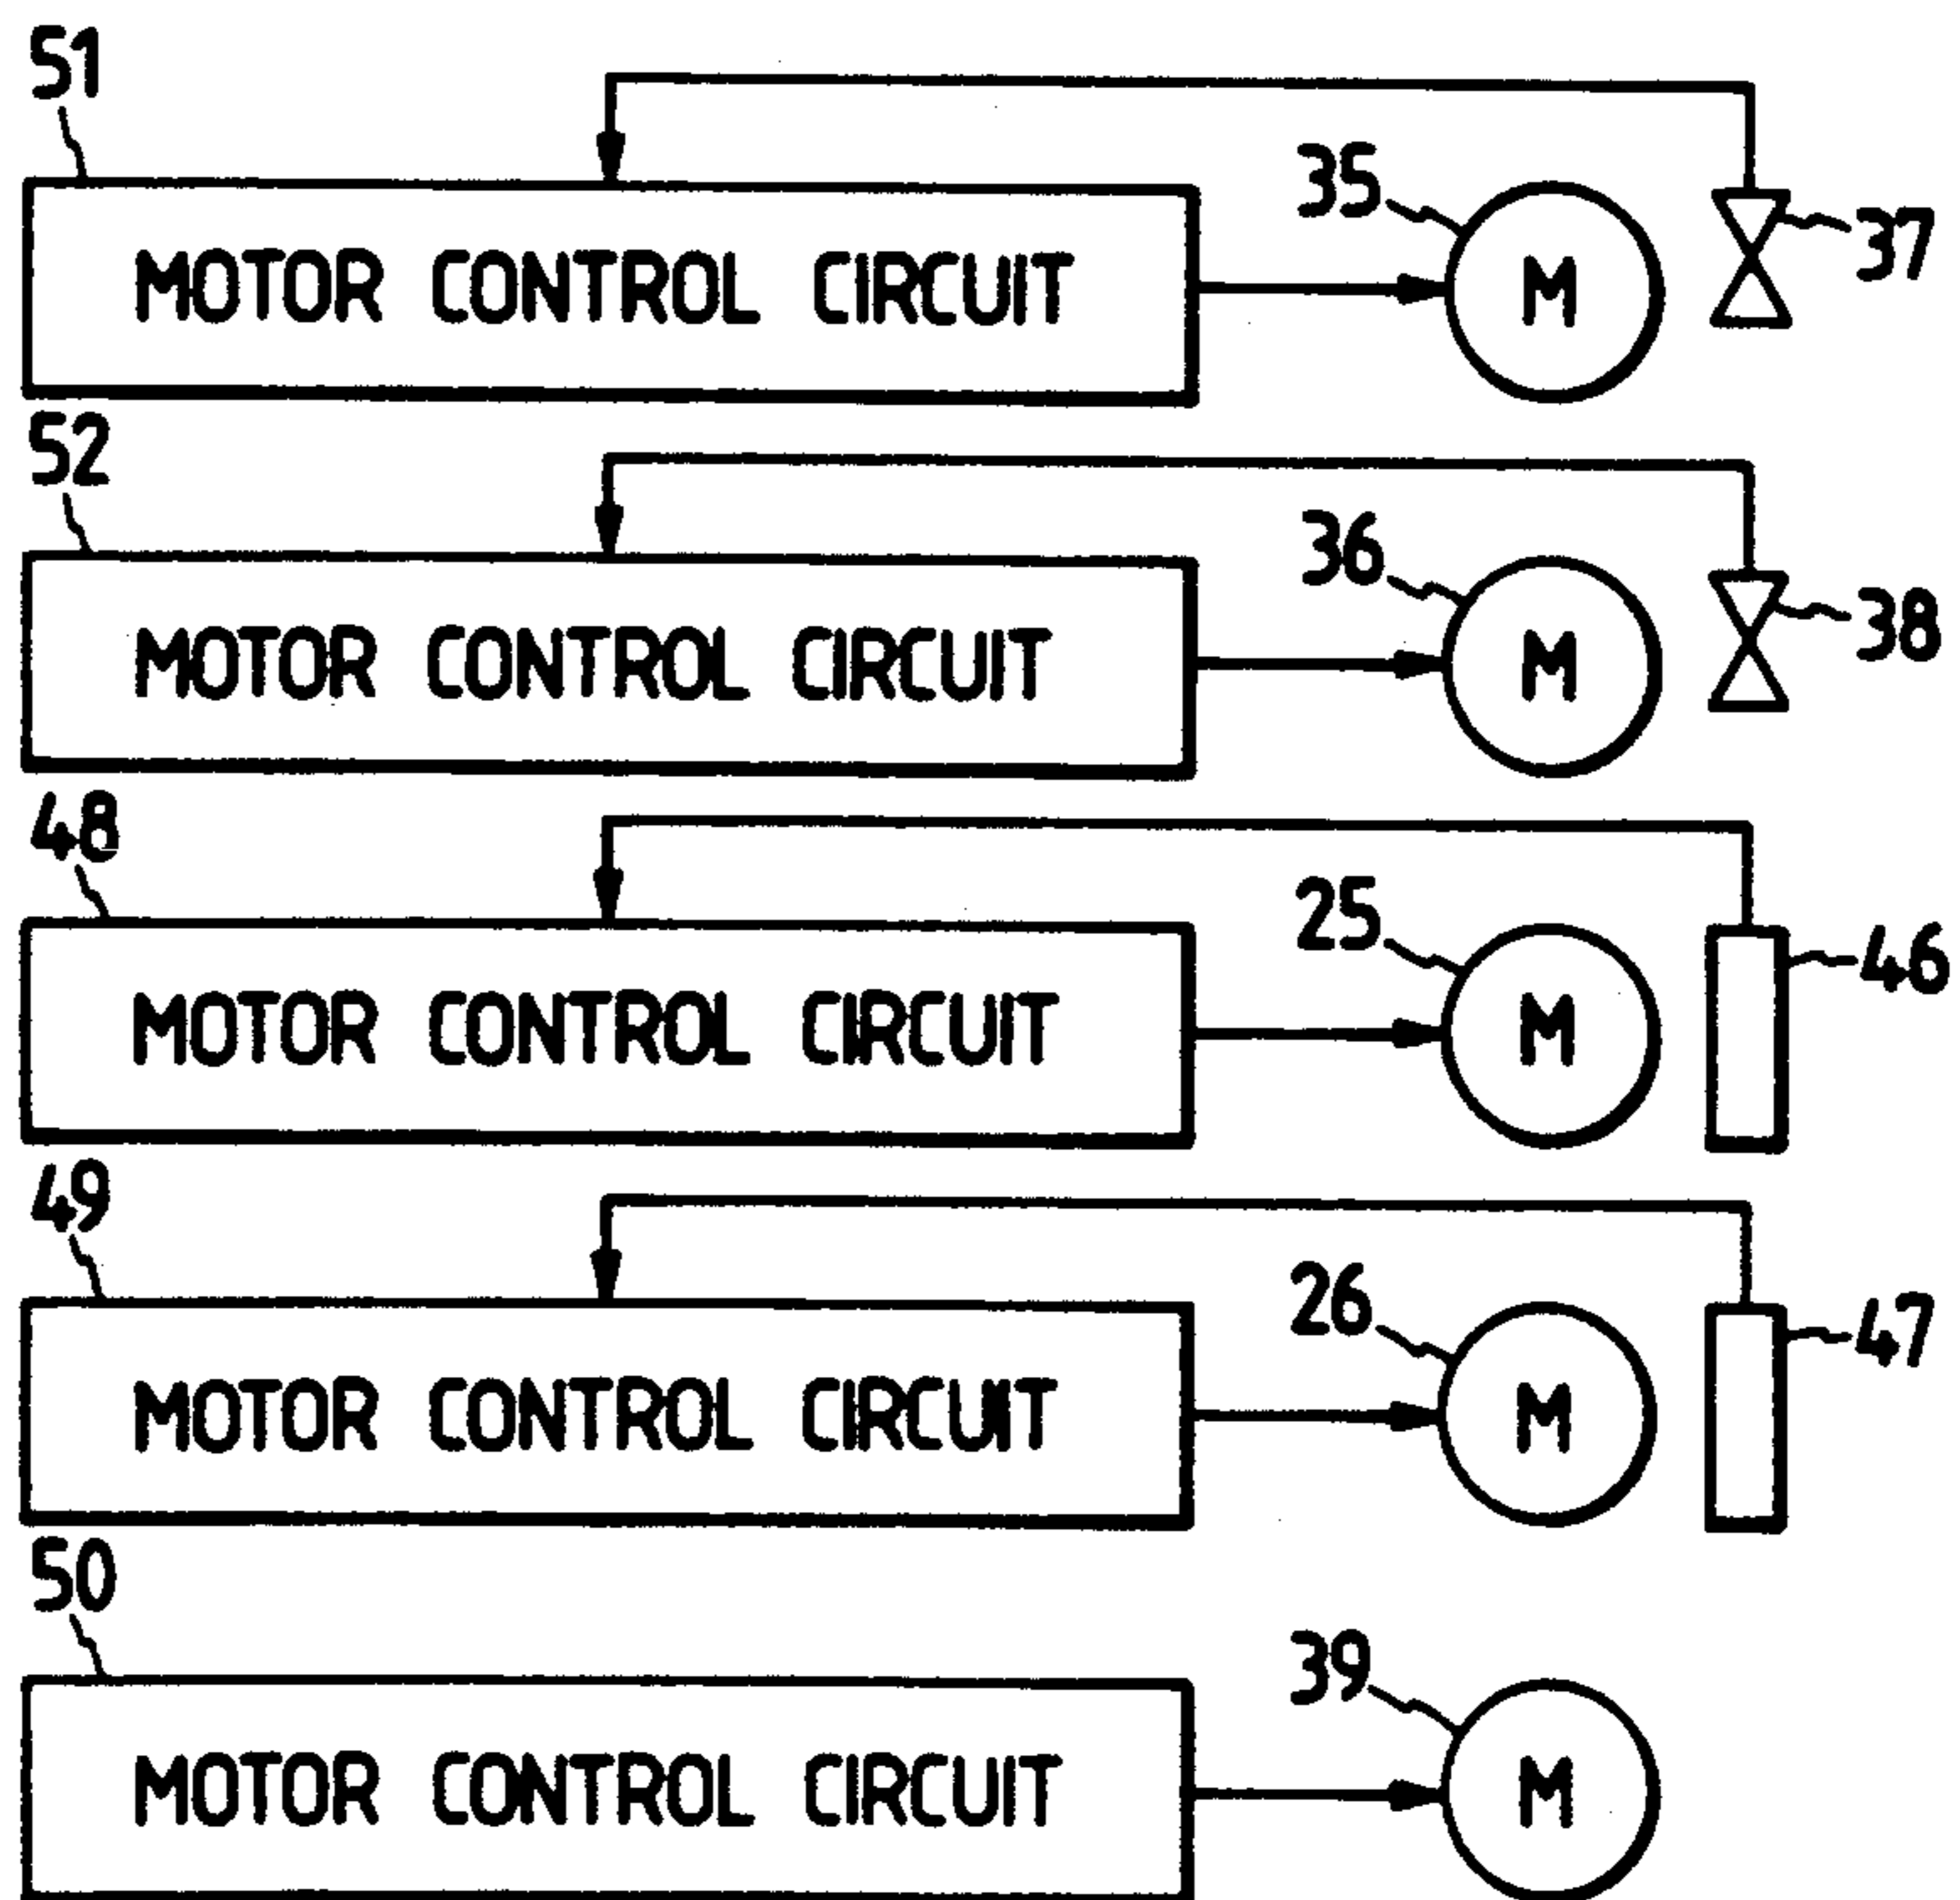 51
35
37
MOTOR CONTROL CIRCUIT
M
52
36
38
MOTOR CONTROL CIRCUIT
M
48
25
46
MOTOR CONTROL CIRCUIT
M
49
26
47
MOTOR CONTROL CIRCUIT
M
50
39
MOTOR CONTROL CIRCUIT
M